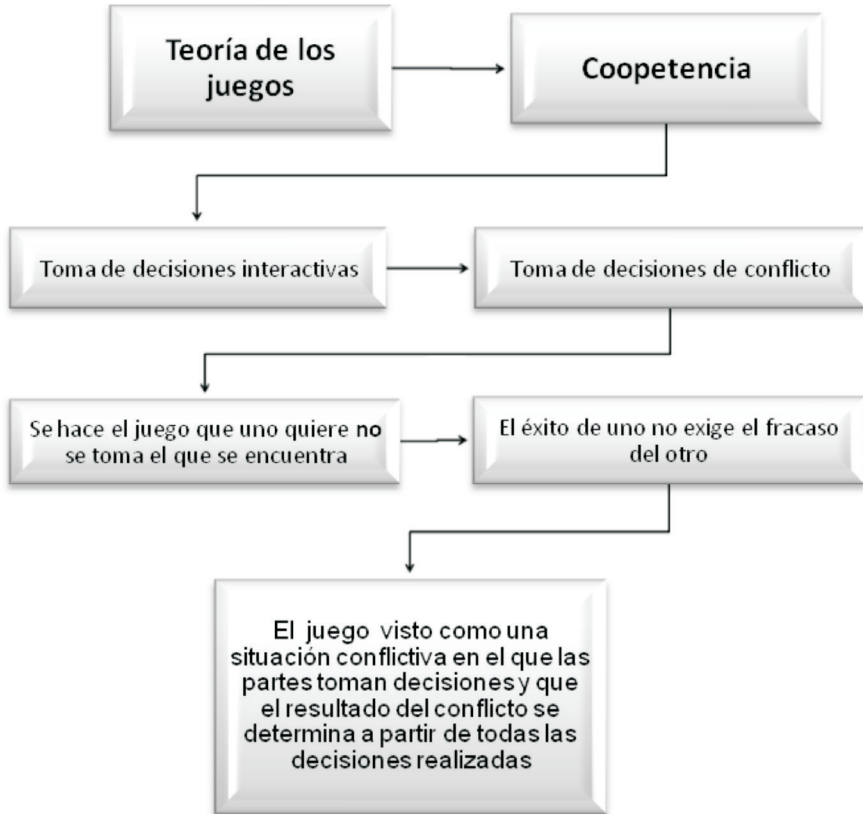 Teoría de los
juegos
Coopetencia
Toma de decisiones interactivas
Toma de decisiones de conflicto
Se hace el juego que uno quiere no
se toma el que se encuentra
El éxito de uno no exige el fracaso
del otro
El juego visto como una
situación conflictiva en el que las
partes toman decisiones y que
el resultado del conflicto se
determina a partir de todas las
decisiones realizadas